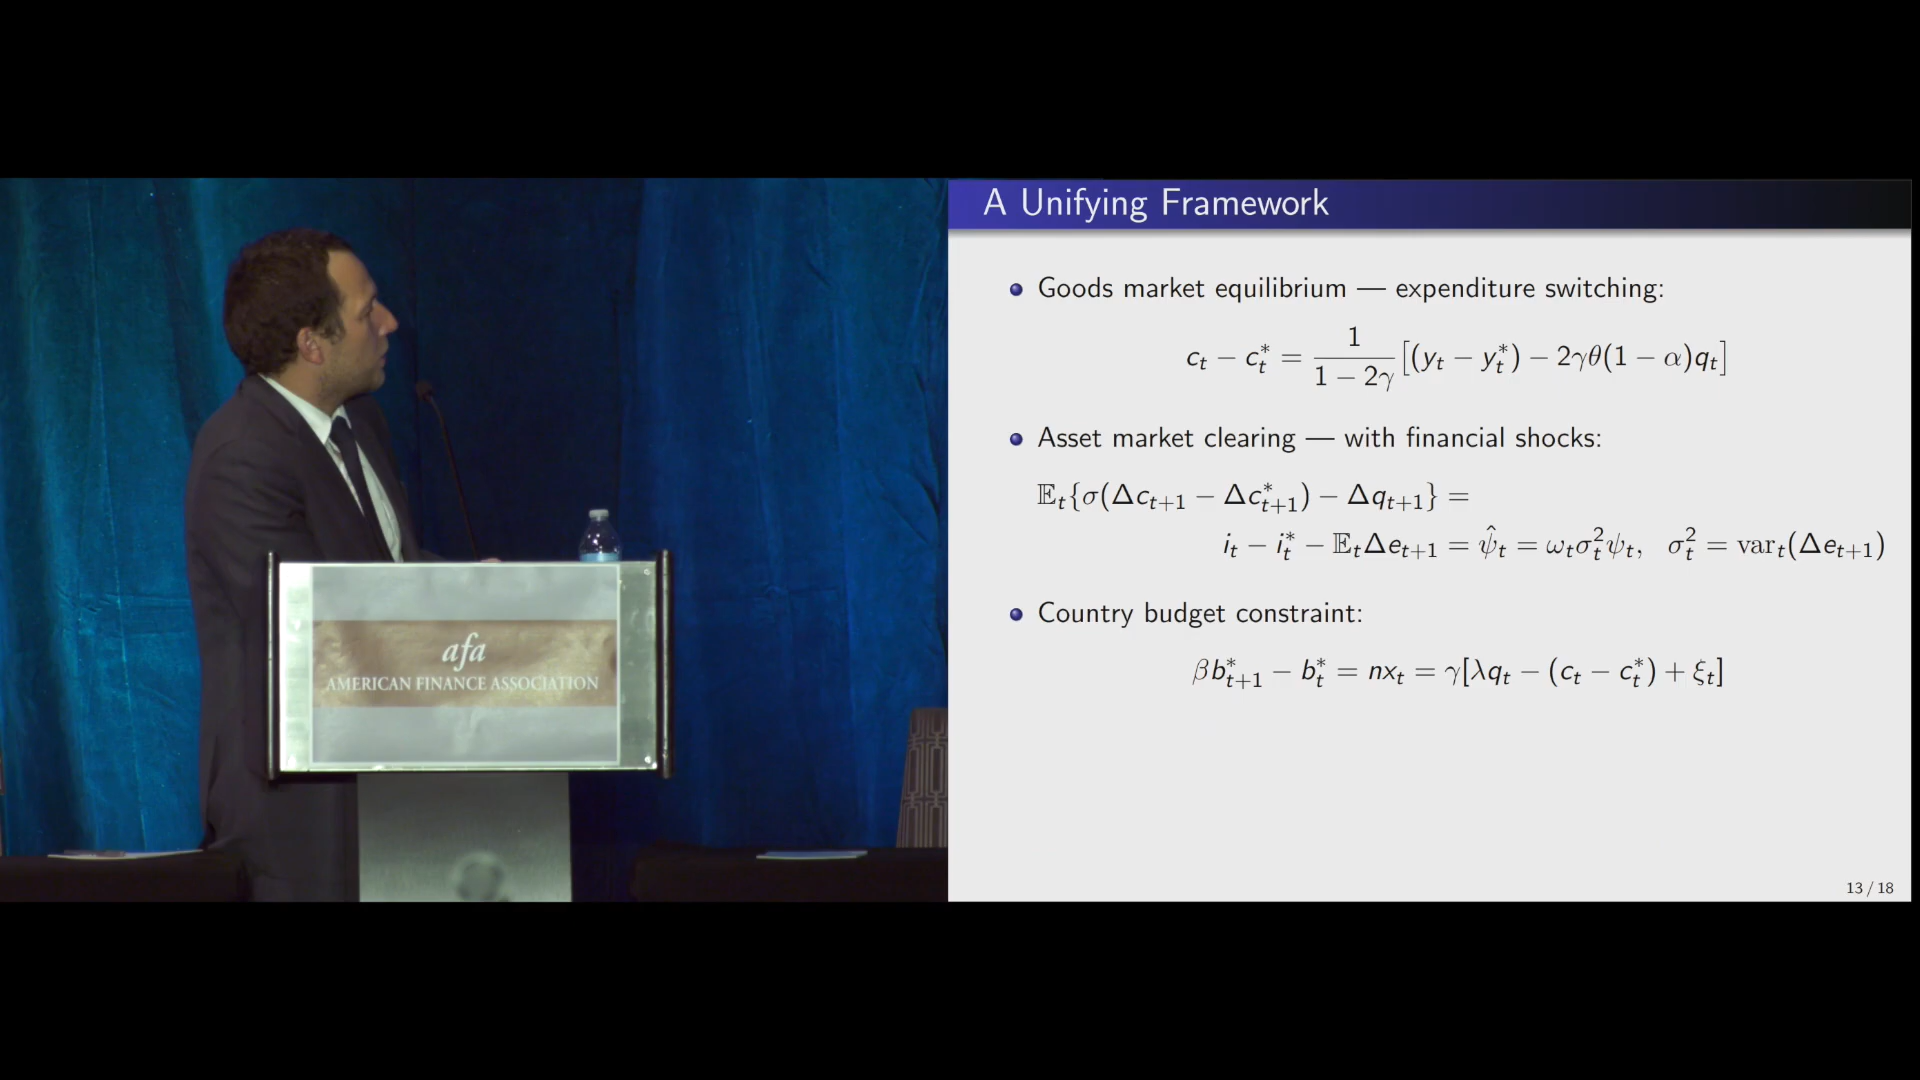 A Unifying Framework
Goods market equilibrium — expenditure switching:
c_t − c_t^* = \frac{1}{1 − 2γ} [(y_t − y_t^*) − 2γθ(1 − α)q_t]
Asset market clearing — with financial shocks:
𝔼_t{σ(Δc_{t+1} − Δc_{t+1}^*) − Δq_{t+1}} =
i_t − i_t^* − 𝔼_tΔe_{t+1} = \hat{ψ}_t = ω_tσ_t^2ψ_t, σ_t^2 = var_t(Δe_{t+1})
Country budget constraint:
βb_{t+1}^* − b_t^* = nx_t = γ[λq_t − (c_t − c_t^*) + ξ_t]
13 / 18
afa
AMERICAN FINANCE ASSOCIATION